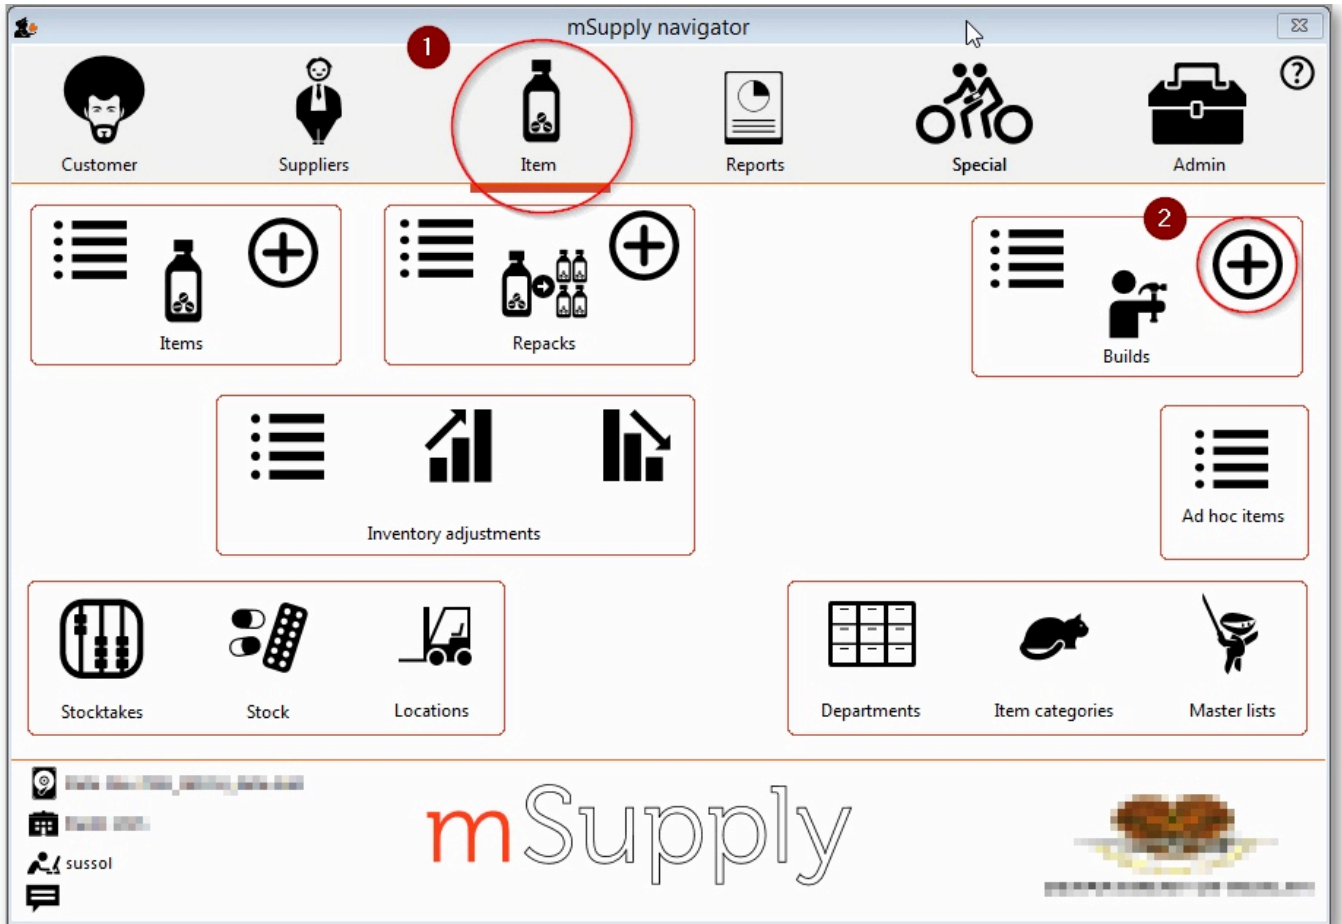 mSupply navigator
1
Customer Suppliers Item Reports Special Admin ?
2
Items Repacks Builds
Inventory adjustments Ad hoc items
Stocktakes Stock Locations Departments Item categories Master lists
sussol
mSupply